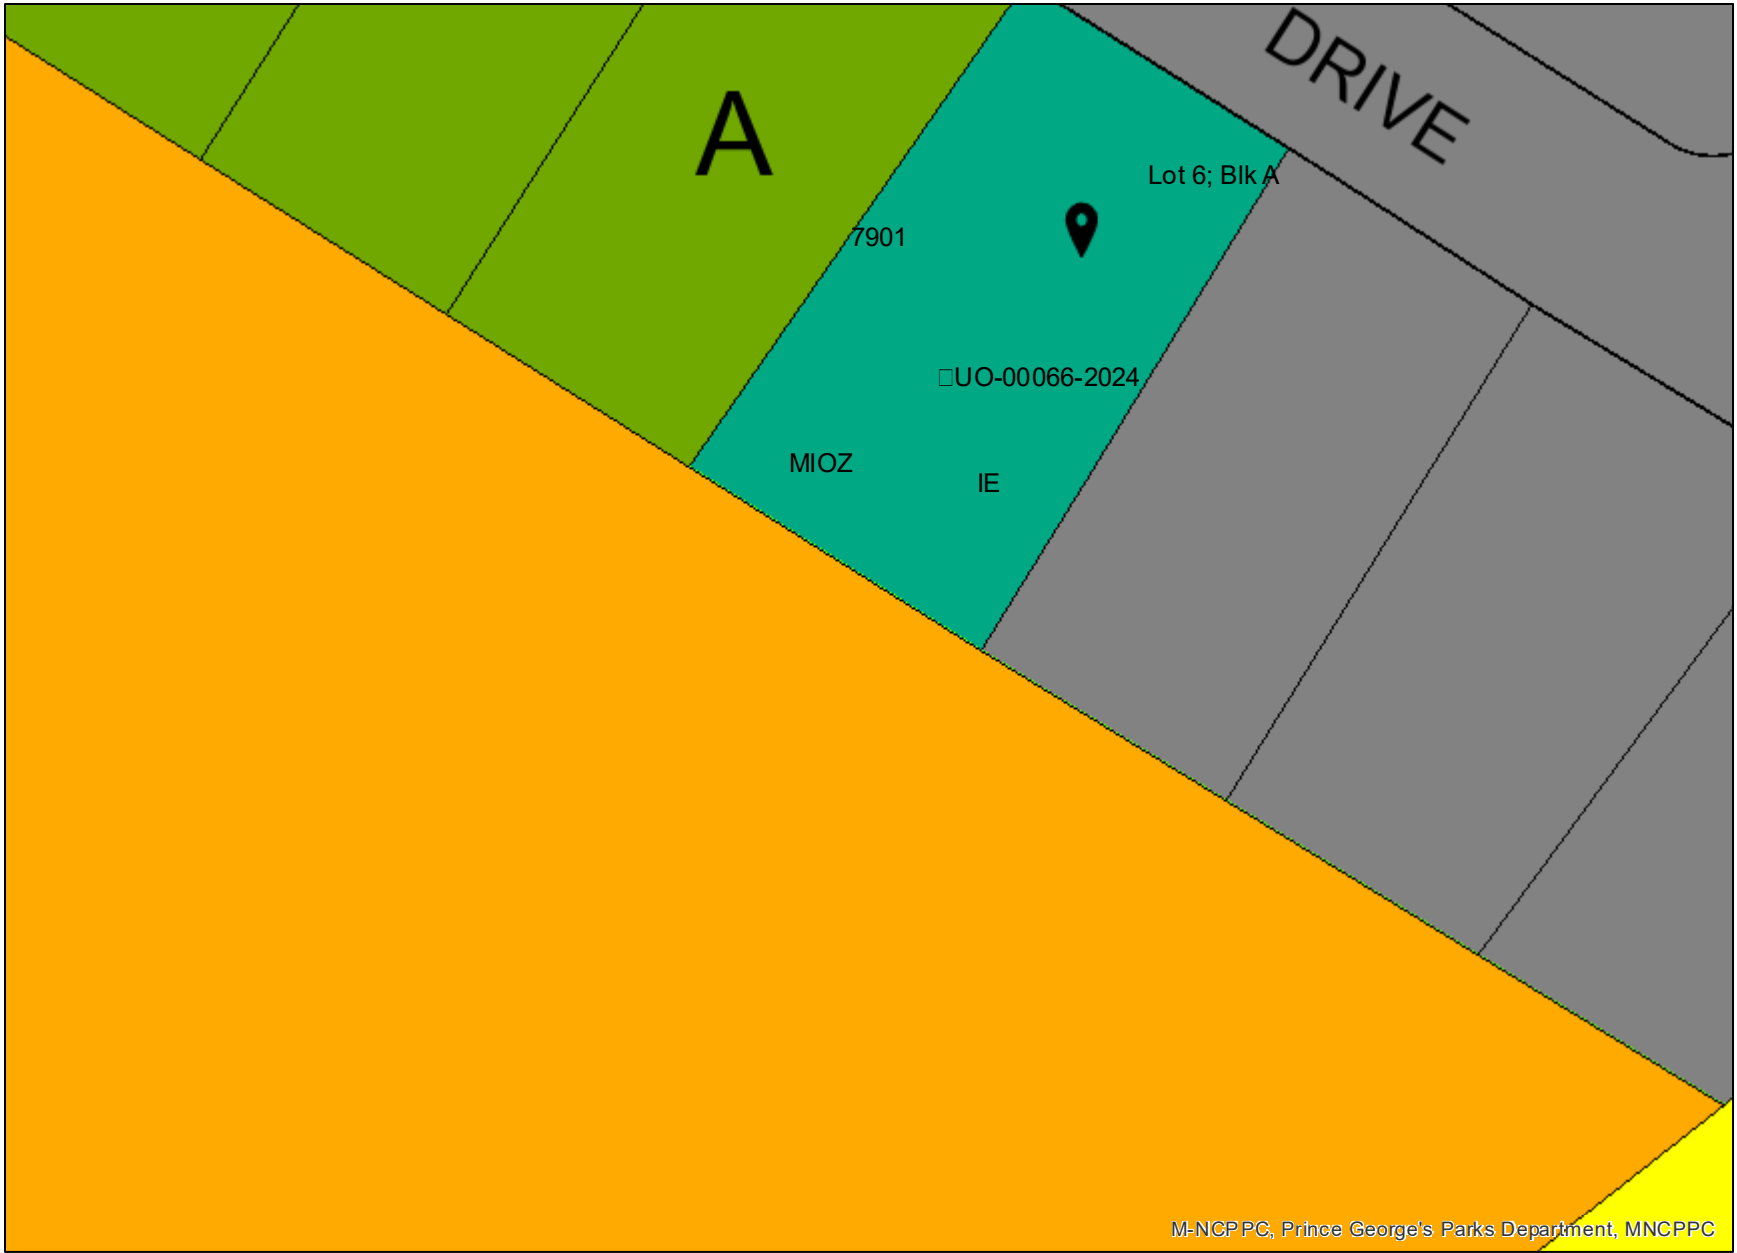 DRIVE
A
Lot 6; Blk A
7901
UO-00066-2024
MIOZ
IE
M-NCPPC, Prince George's Parks Department, MNCPPC